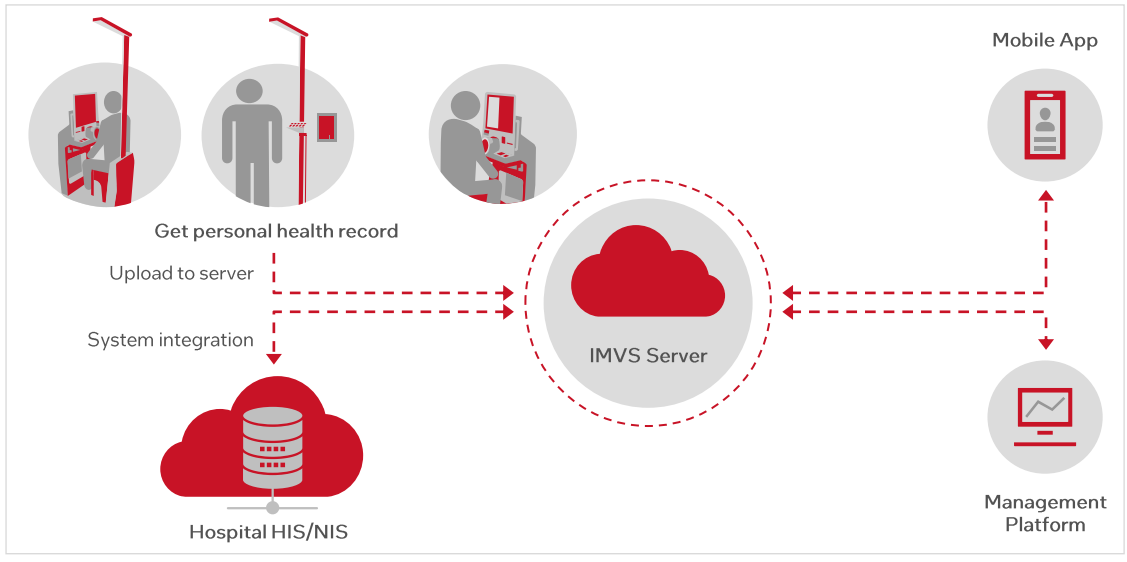 Mobile App
Get personal health record
Upload to server
System integration
IMVS Server
Hospital HIS/NIS
Management
Platform